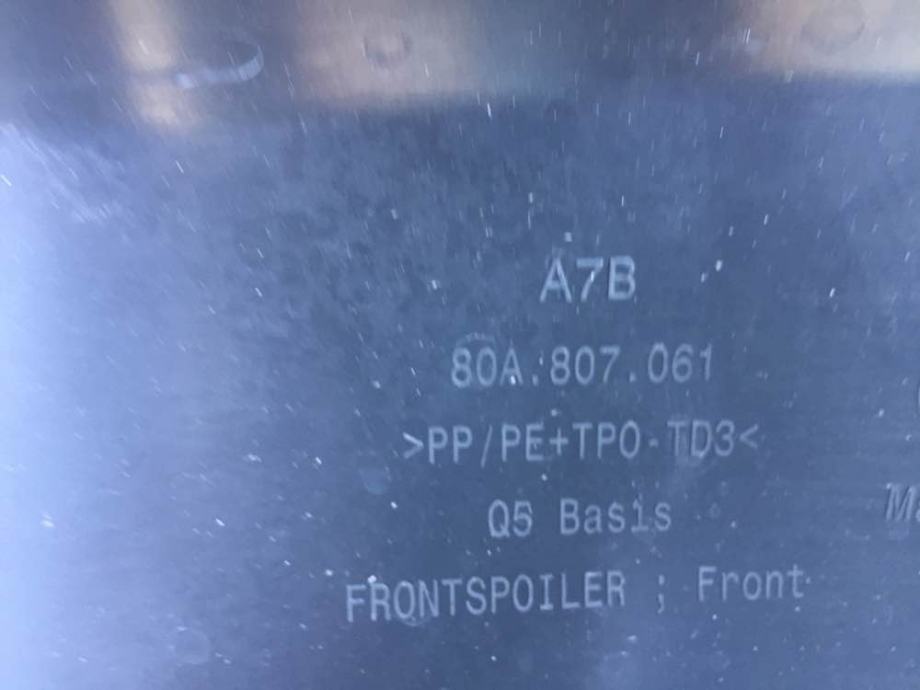 A7B
80A.807.061
>PP/PE+TPO-TD3<
Q5 Basis
FRONTSPOILER ; Front